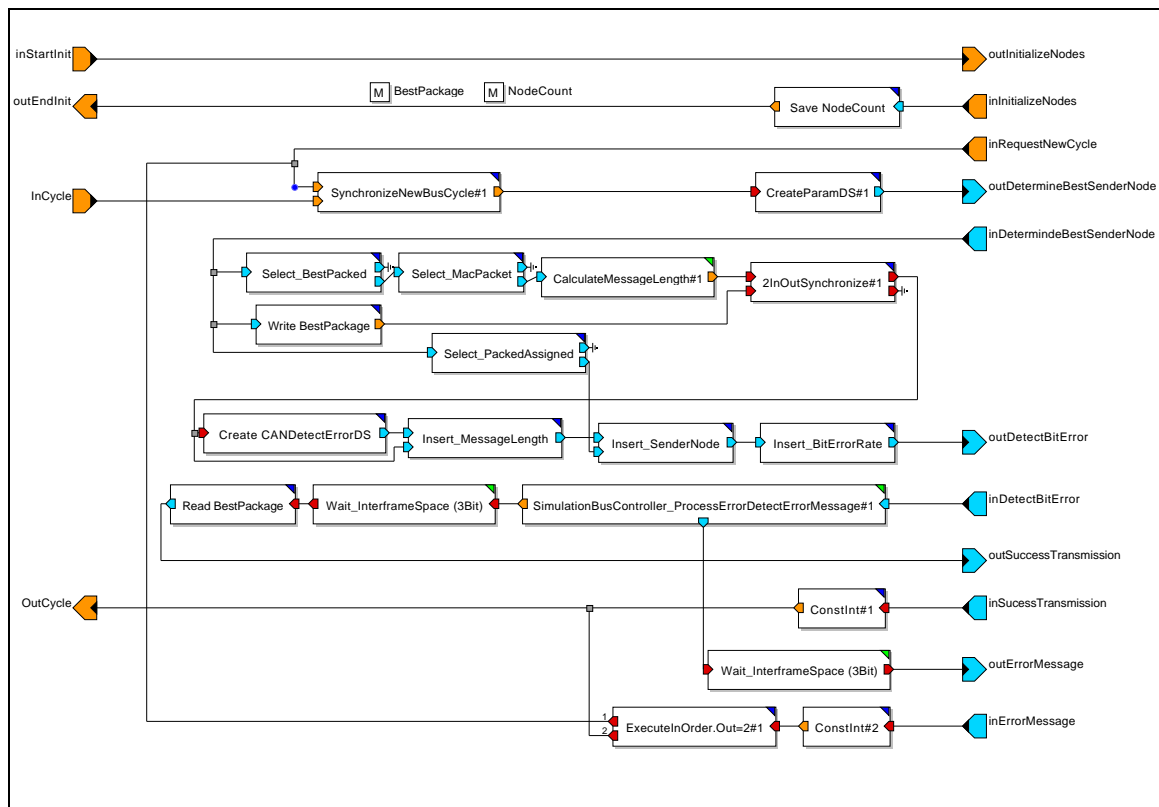 inStartInit
outInitializeNodes
outEndInit
M BestPackage
M NodeCount
Save NodeCount
inInitializeNodes
inRequestNewCycle
InCycle
SynchronizeNewBusCycle#1
CreateParamDS#1
outDetermineBestSenderNode
inDetermindeBestSenderNode
Select_BestPacked
Select_MacPacket
CalculateMessageLength#1
2InOutSynchronize#1
Write BestPackage
Select_PackedAssigned
Create CANDetectErrorDS
Insert_MessageLength
Insert_SenderNode
Insert_BitErrorRate
outDetectBitError
Read BestPackage
Wait_InterframeSpace (3Bit)
SimulationBusController_ProcessErrorDetectErrorMessage#1
inDetectBitError
outSuccessTransmission
OutCycle
ConstInt#1
inSucessTransmission
Wait_InterframeSpace (3Bit)
outErrorMessage
1
2
ExecuteInOrder.Out=2#1
ConstInt#2
inErrorMessage